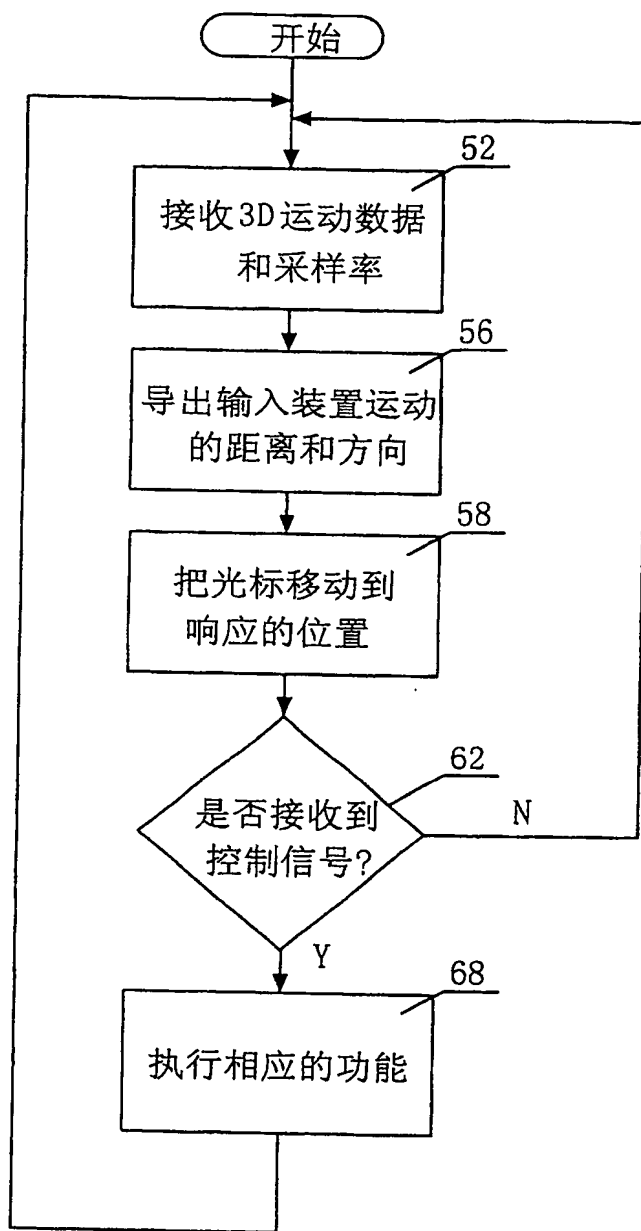 开始
52
接收3D运动数据
和采样率
56
导出输入装置运动
的距离和方向
58
把光标移动到
响应的位置
62
是否接收到
控制信号?
N
Y
68
执行相应的功能